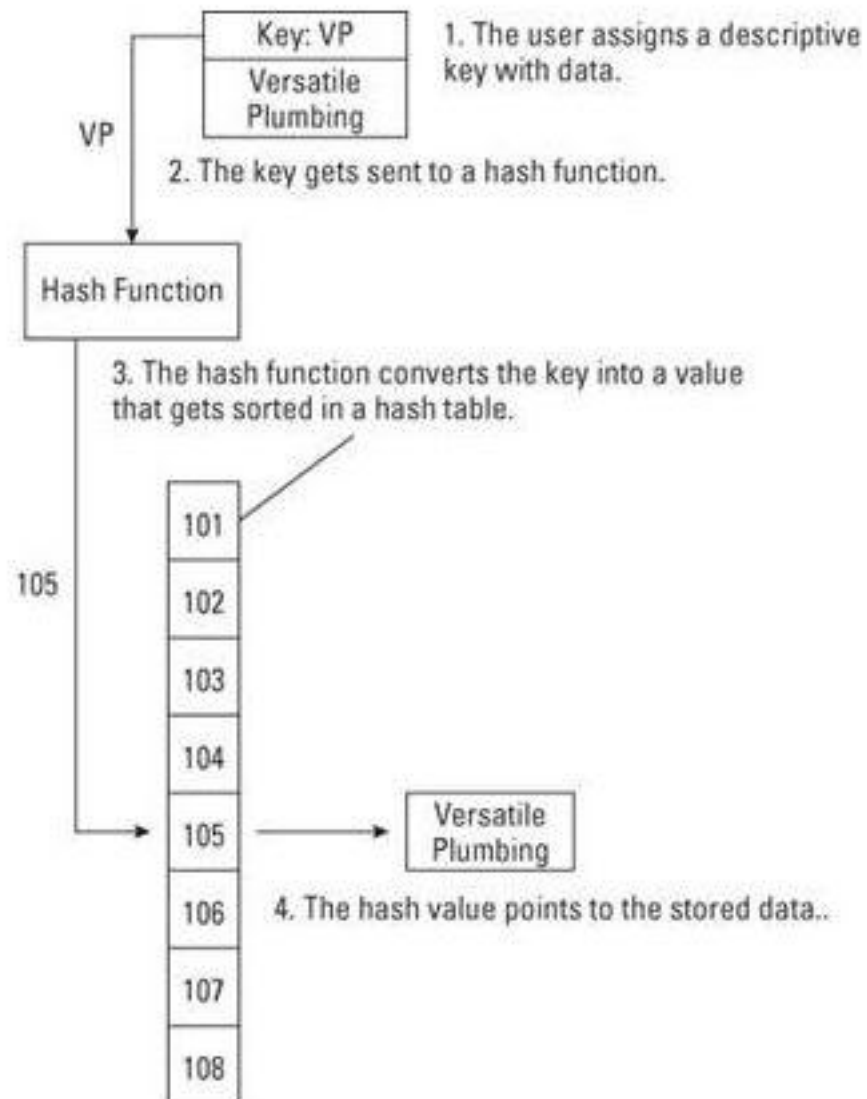 Key: VP
Versatile
Plumbing
1. The user assigns a descriptive
key with data.
VP
2. The key gets sent to a hash function.
Hash Function
3. The hash function converts the key into a value
that gets sorted in a hash table.
101
102
103
104
105
105
Versatile
Plumbing
106
4. The hash value points to the stored data..
107
108